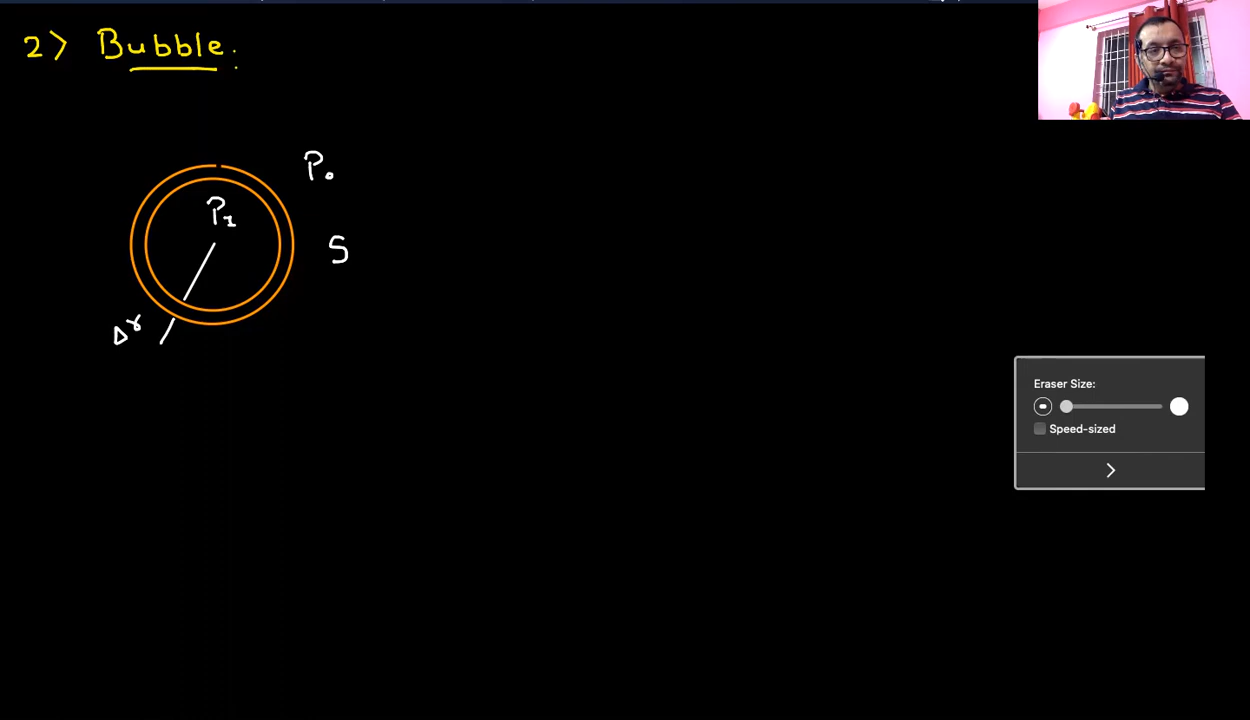 2> Bubble:
P₀
P₁
S
Δr
Eraser Size:
Speed-sized